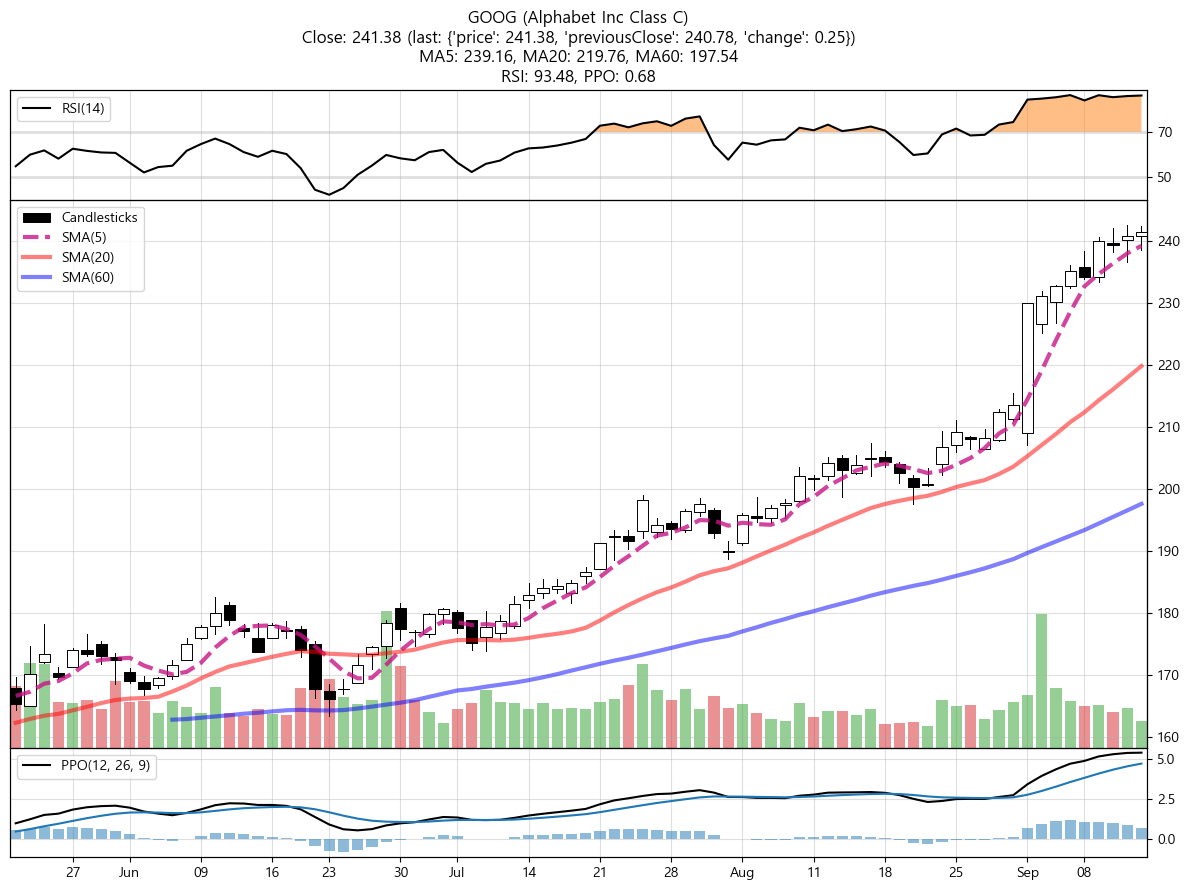 GOOG (Alphabet Inc Class C)
Close: 241.38 (last: {'price': 241.38, 'previousClose': 240.78, 'change': 0.25})
MA5: 239.16, MA20: 219.76, MA60: 197.54
RSI: 93.48, PPO: 0.68
RSI(14)
70
50
Candlesticks
SMA(5)
SMA(20)
SMA(60)
240
230
220
210
200
190
180
170
160
PPO(12, 26, 9)
5.0
2.5
0.0
27 Jun 09 16 23 30 Jul 14 21 28 Aug 11 18 25 Sep 08